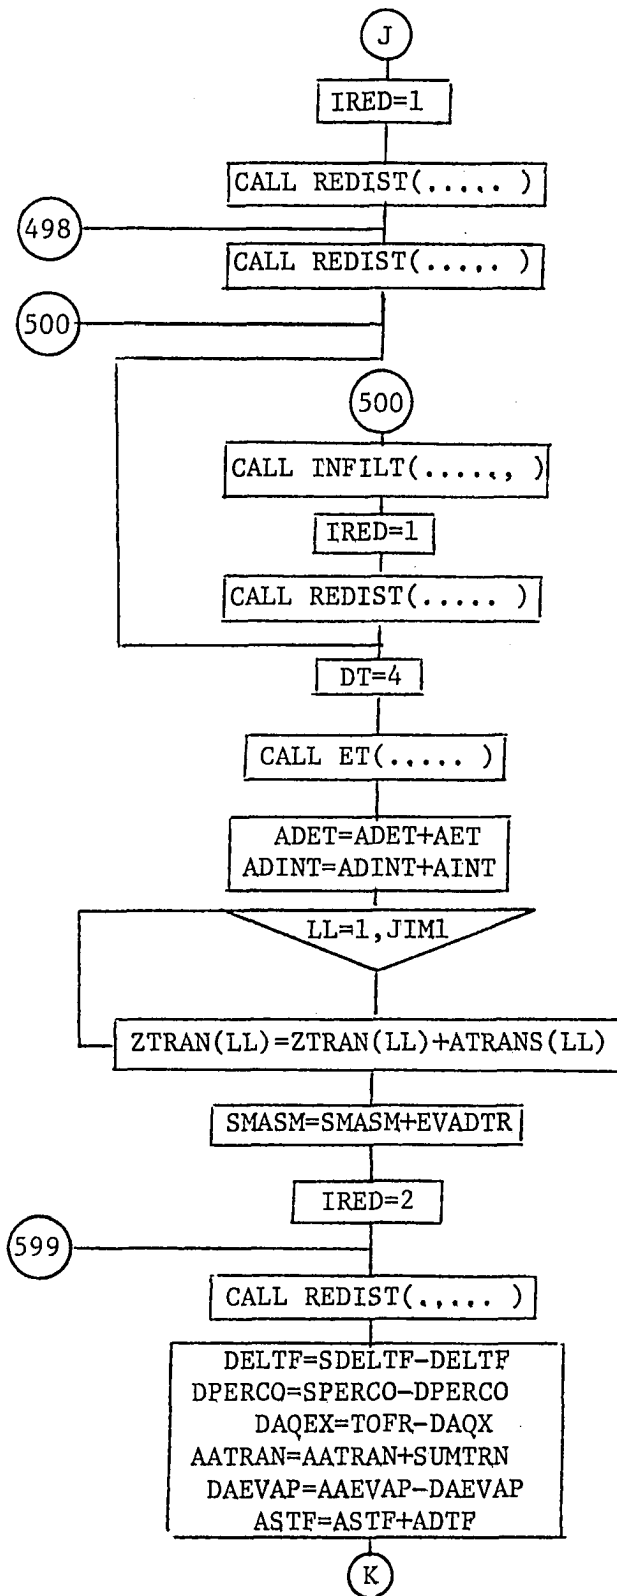 J
IRED=1
CALL REDIST(..... )
498
CALL REDIST(..... )
500
500
CALL INFILT(....., )
IRED=1
CALL REDIST(..... )
DT=4
CALL ET(.,... )
ADET=ADET+AET
ADINT=ADINT+AINT
LL=1,JIM1
ZTRAN(LL)=ZTRAN(LL)+ATRANS(LL)
SMASM=SMASM+EVADTR
IRED=2
599
CALL REDIST(.,... )
DELTF=SDELTF-DELTF
DPERCO=SPERCO-DPERCO
DAQEX=TOFR-DAQX
AATRAN=AATRAN+SUMTRN
DAEVAP=AAEVAP-DAEVAP
ASTF=ASTF+ADTF
K